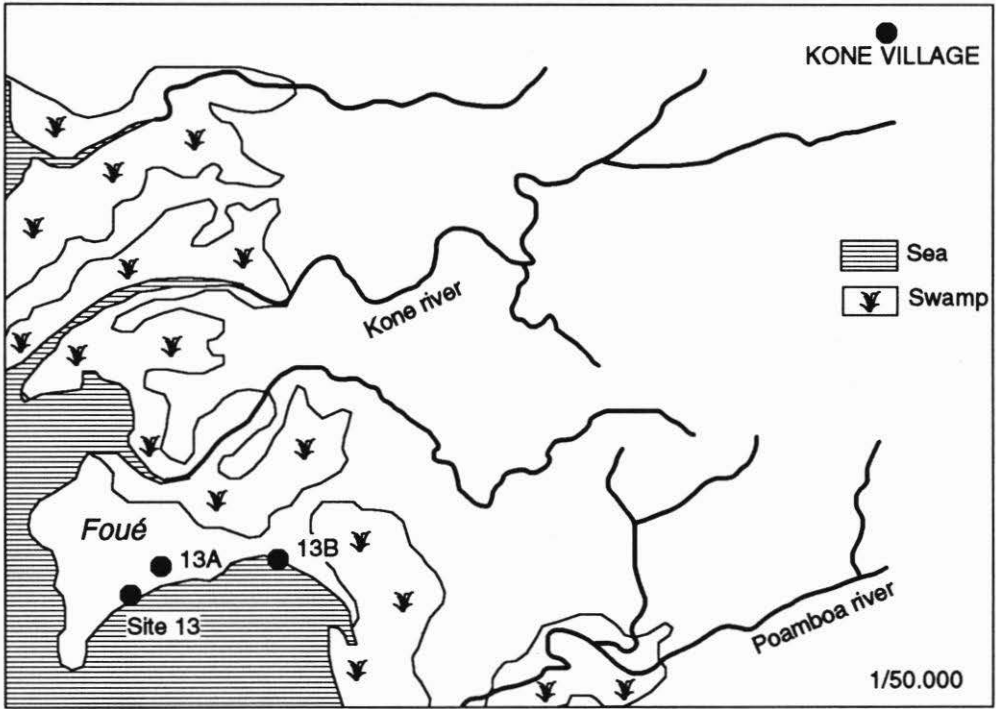 KONE VILLAGE
Sea
Swamp
Kone river
Foué
13A
13B
Site 13
Poamboa river
1/50.000